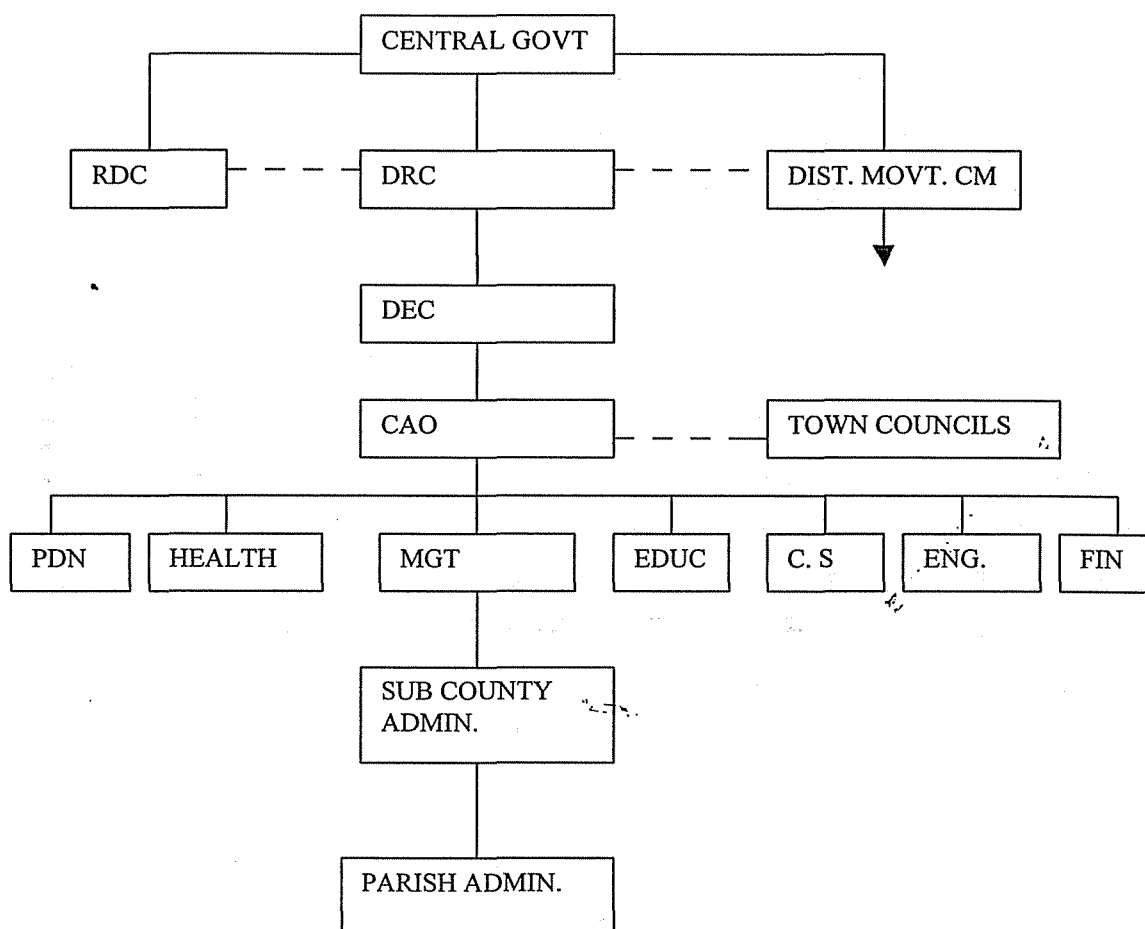 CENTRAL GOVT
RDC
DRC
DIST. MOVT. CM
DEC
CAO
TOWN COUNCILS
PDN
HEALTH
MGT
EDUC
C. S
ENG.
FIN
SUB COUNTY
ADMIN.
PARISH ADMIN.